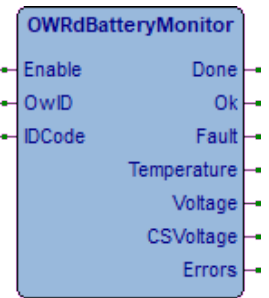 OWRdBatteryMonitor
Enable Done
OwID Ok
IDCode Fault
Temperature
Voltage
CSVoltage
Errors